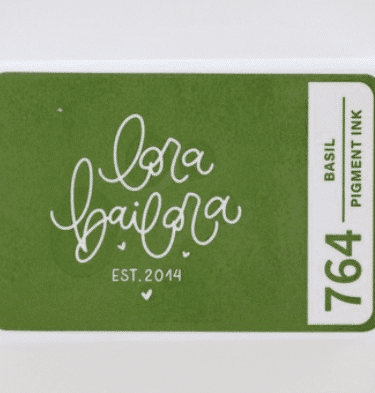 lora
bailora
EST. 2014
764
BASIL
PIGMENT INK